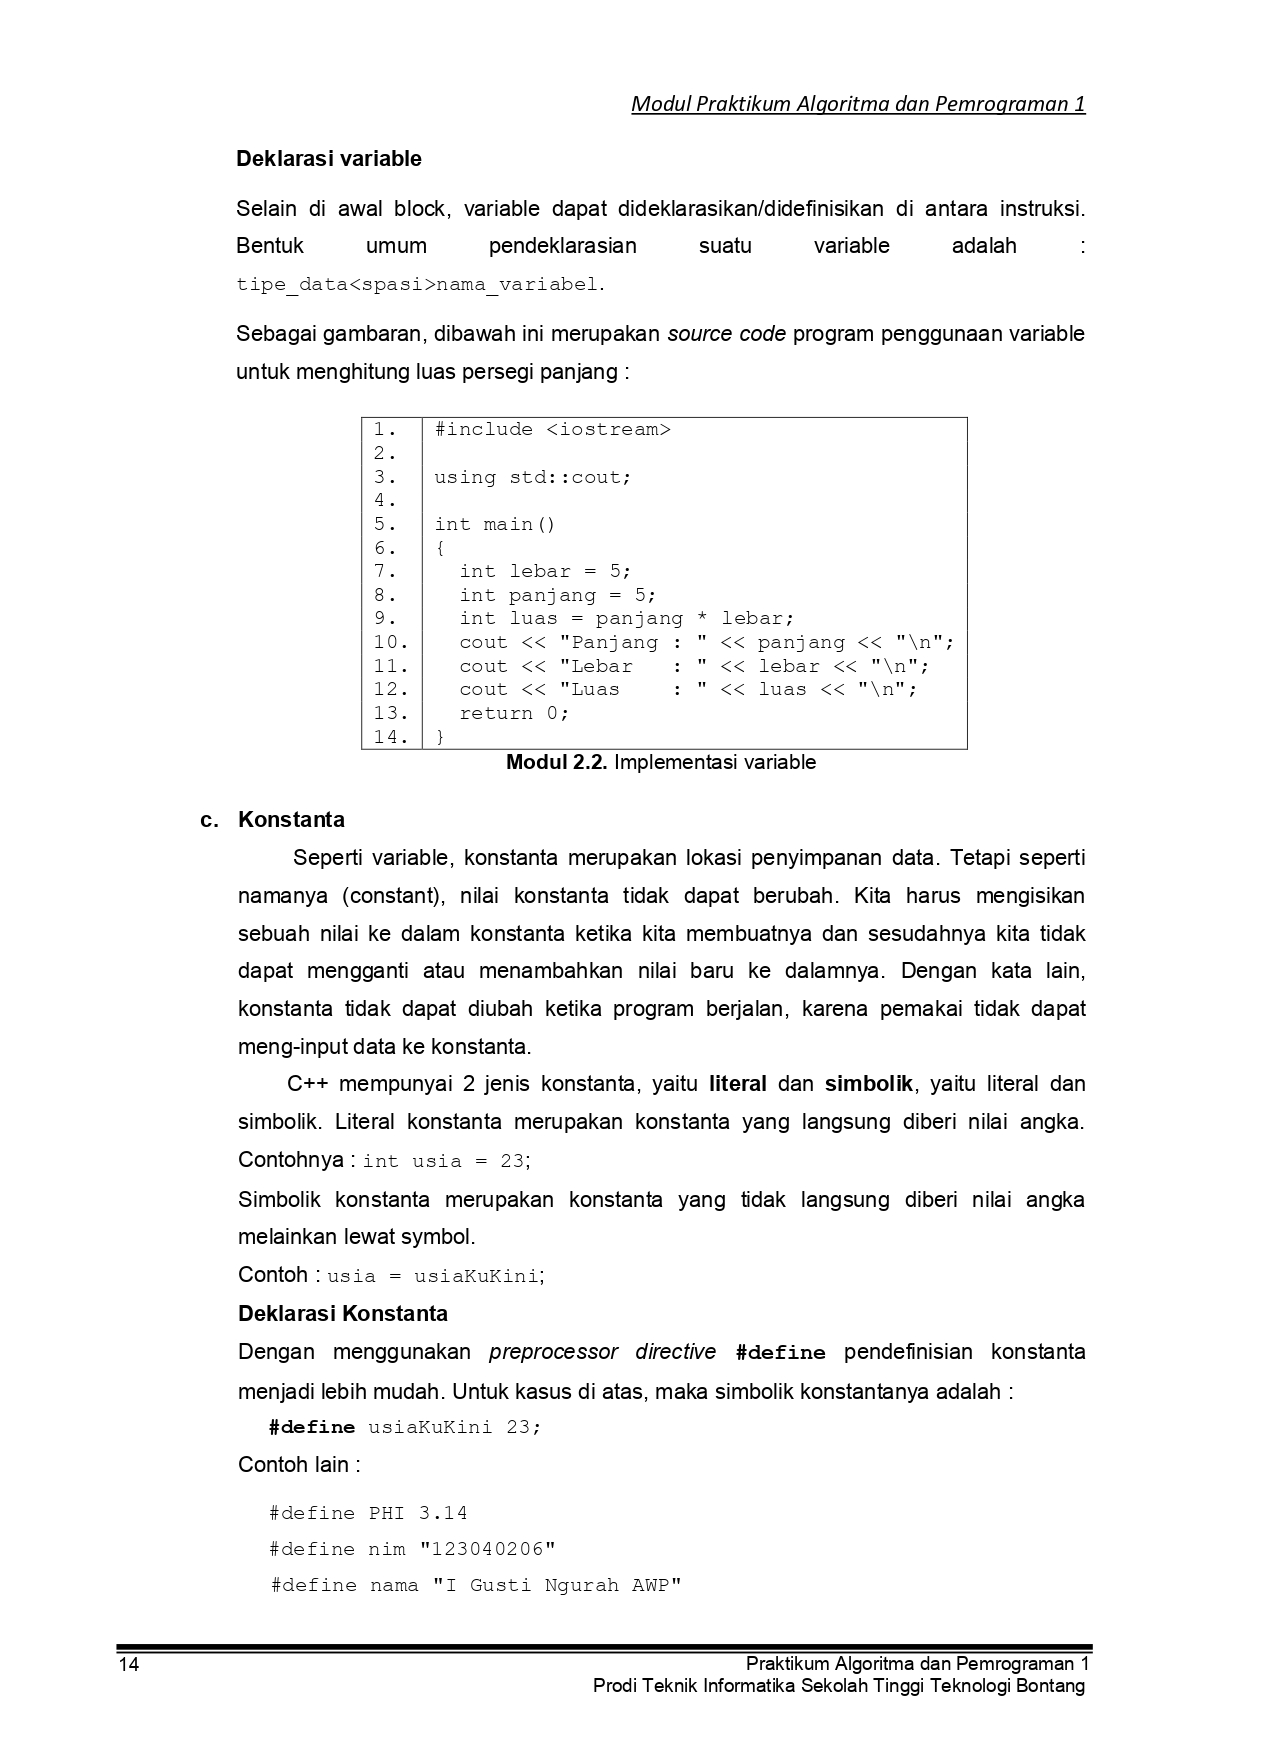 Modul Praktikum Algoritma dan Pemrograman 1
Deklarasi variable
Selain di awal block, variable dapat dideklarasikan/didefinisikan di antara instruksi.
Bentuk umum pendeklarasian suatu variable adalah :
tipe_data<spasi>nama_variabel.
Sebagai gambaran, dibawah ini merupakan source code program penggunaan variable
untuk menghitung luas persegi panjang :
1. #include <iostream>
2.
3. using std::cout;
4.
5. int main()
6. {
7.   int lebar = 5;
8.   int panjang = 5;
9.   int luas = panjang * lebar;
10.   cout << "Panjang : " << panjang << "\n";
11.   cout << "Lebar   : " << lebar << "\n";
12.   cout << "Luas    : " << luas << "\n";
13.   return 0;
14. }
Modul 2.2. Implementasi variable
c. Konstanta
Seperti variable, konstanta merupakan lokasi penyimpanan data. Tetapi seperti
namanya (constant), nilai konstanta tidak dapat berubah. Kita harus mengisikan
sebuah nilai ke dalam konstanta ketika kita membuatnya dan sesudahnya kita tidak
dapat mengganti atau menambahkan nilai baru ke dalamnya. Dengan kata lain,
konstanta tidak dapat diubah ketika program berjalan, karena pemakai tidak dapat
meng-input data ke konstanta.
C++ mempunyai 2 jenis konstanta, yaitu literal dan simbolik, yaitu literal dan
simbolik. Literal konstanta merupakan konstanta yang langsung diberi nilai angka.
Contohnya : int usia = 23;
Simbolik konstanta merupakan konstanta yang tidak langsung diberi nilai angka
melainkan lewat symbol.
Contoh : usia = usiaKuKini;
Deklarasi Konstanta
Dengan menggunakan preprocessor directive #define pendefinisian konstanta
menjadi lebih mudah. Untuk kasus di atas, maka simbolik konstantanya adalah :
#define usiaKuKini 23;
Contoh lain :
#define PHI 3.14
#define nim "123040206"
#define nama "I Gusti Ngurah AWP"
14 Praktikum Algoritma dan Pemrograman 1
Prodi Teknik Informatika Sekolah Tinggi Teknologi Bontang